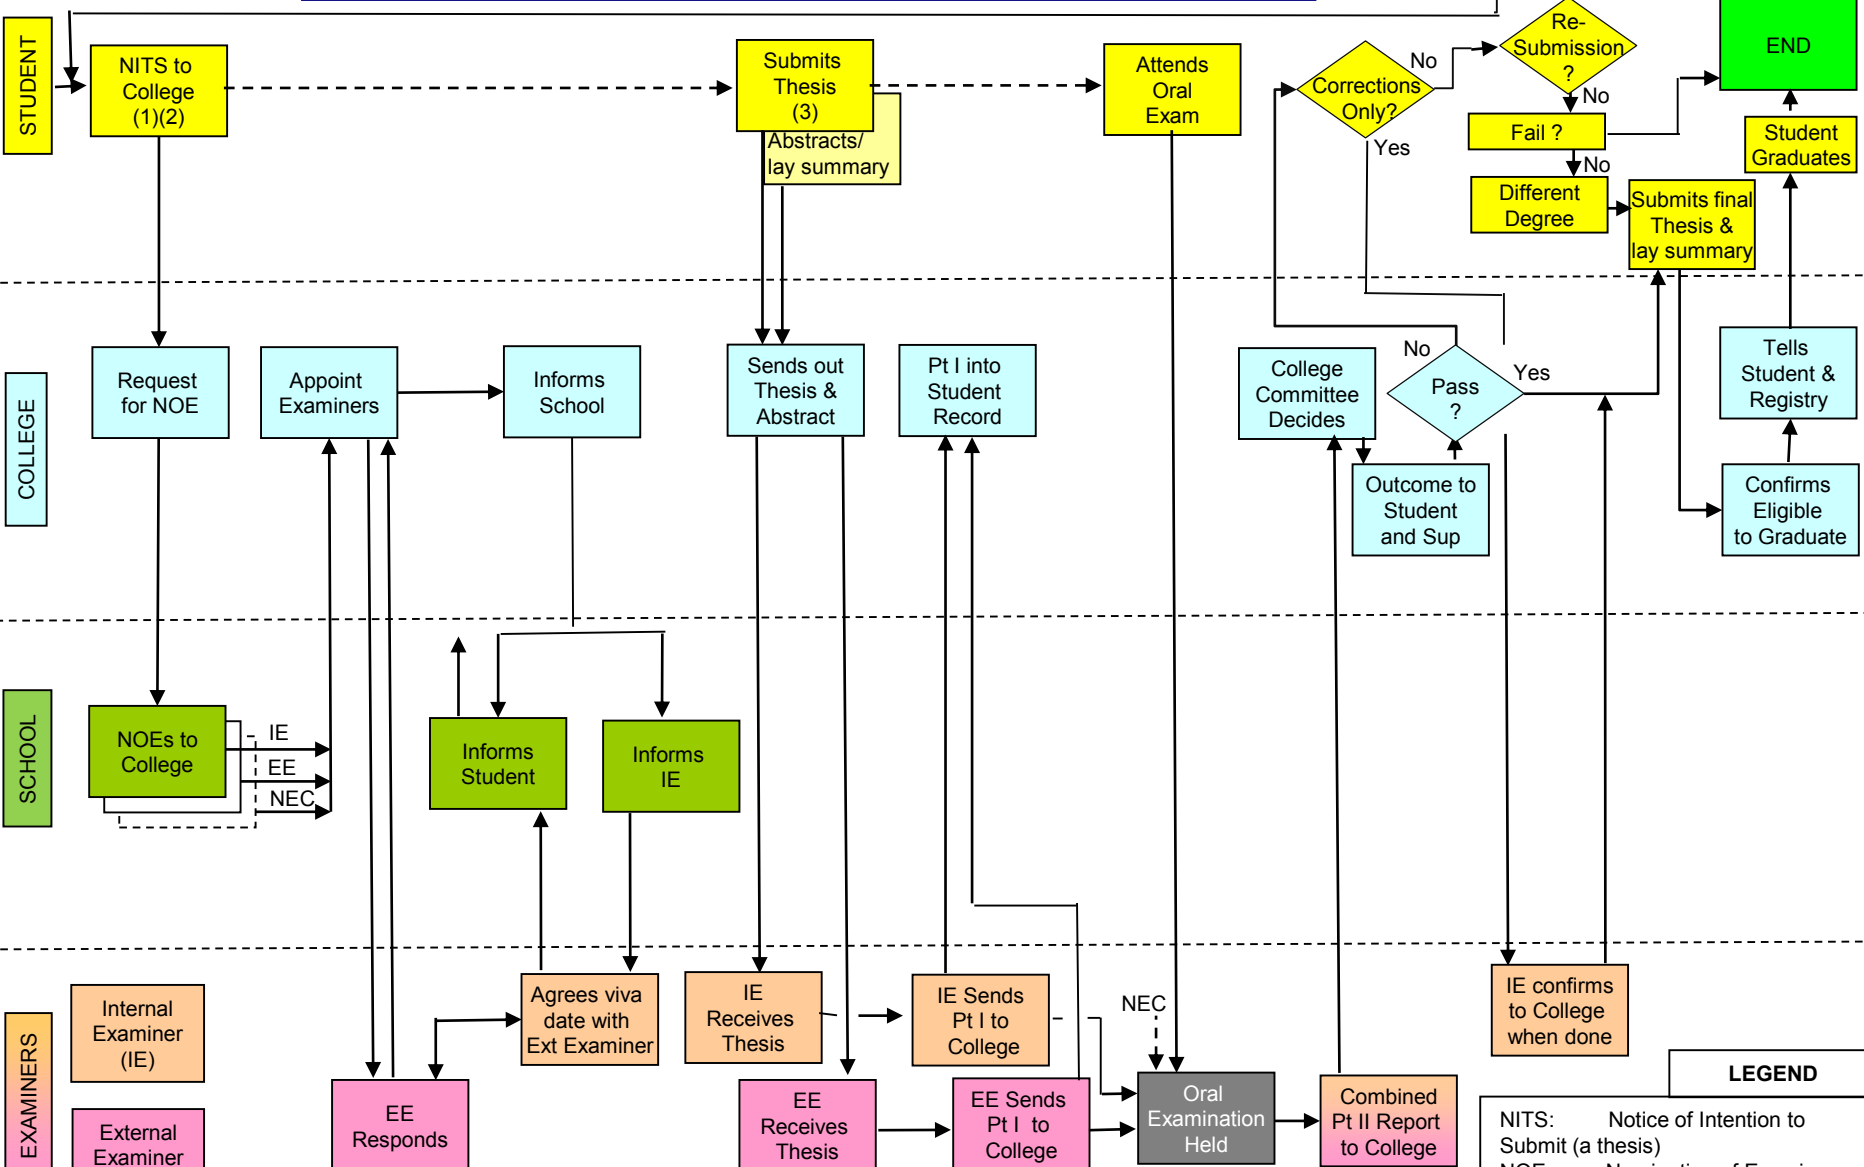 STUDENT
NITS to
College
(1)(2)
Submits
Thesis
(3)
Abstracts/
lay summary
Attends
Oral
Exam
Corrections
Only?
No
Yes
Re-
Submission
?
No
Fail ?
No
Different
Degree
Submits final
Thesis &
lay summary
END
Student
Graduates
COLLEGE
Request
for NOE
Appoint
Examiners
Informs
School
Sends out
Thesis &
Abstract
Pt I into
Student
Record
College
Committee
Decides
No
Pass
?
Yes
Outcome to
Student
and Sup
Tells
Student &
Registry
Confirms
Eligible
to Graduate
SCHOOL
NOEs to
College
IE
EE
NEC
Informs
Student
Informs
IE
EXAMINERS
Internal
Examiner
(IE)
External
Examiner
EE
Responds
Agrees viva
date with
Ext Examiner
IE
Receives
Thesis
EE
Receives
Thesis
IE Sends
Pt I to
College
EE Sends
Pt I to
College
NEC
Oral
Examination
Held
Combined
Pt II Report
to College
IE confirms
to College
when done
LEGEND
NITS: Notice of Intention to
Submit (a thesis)
NOE Nomination of